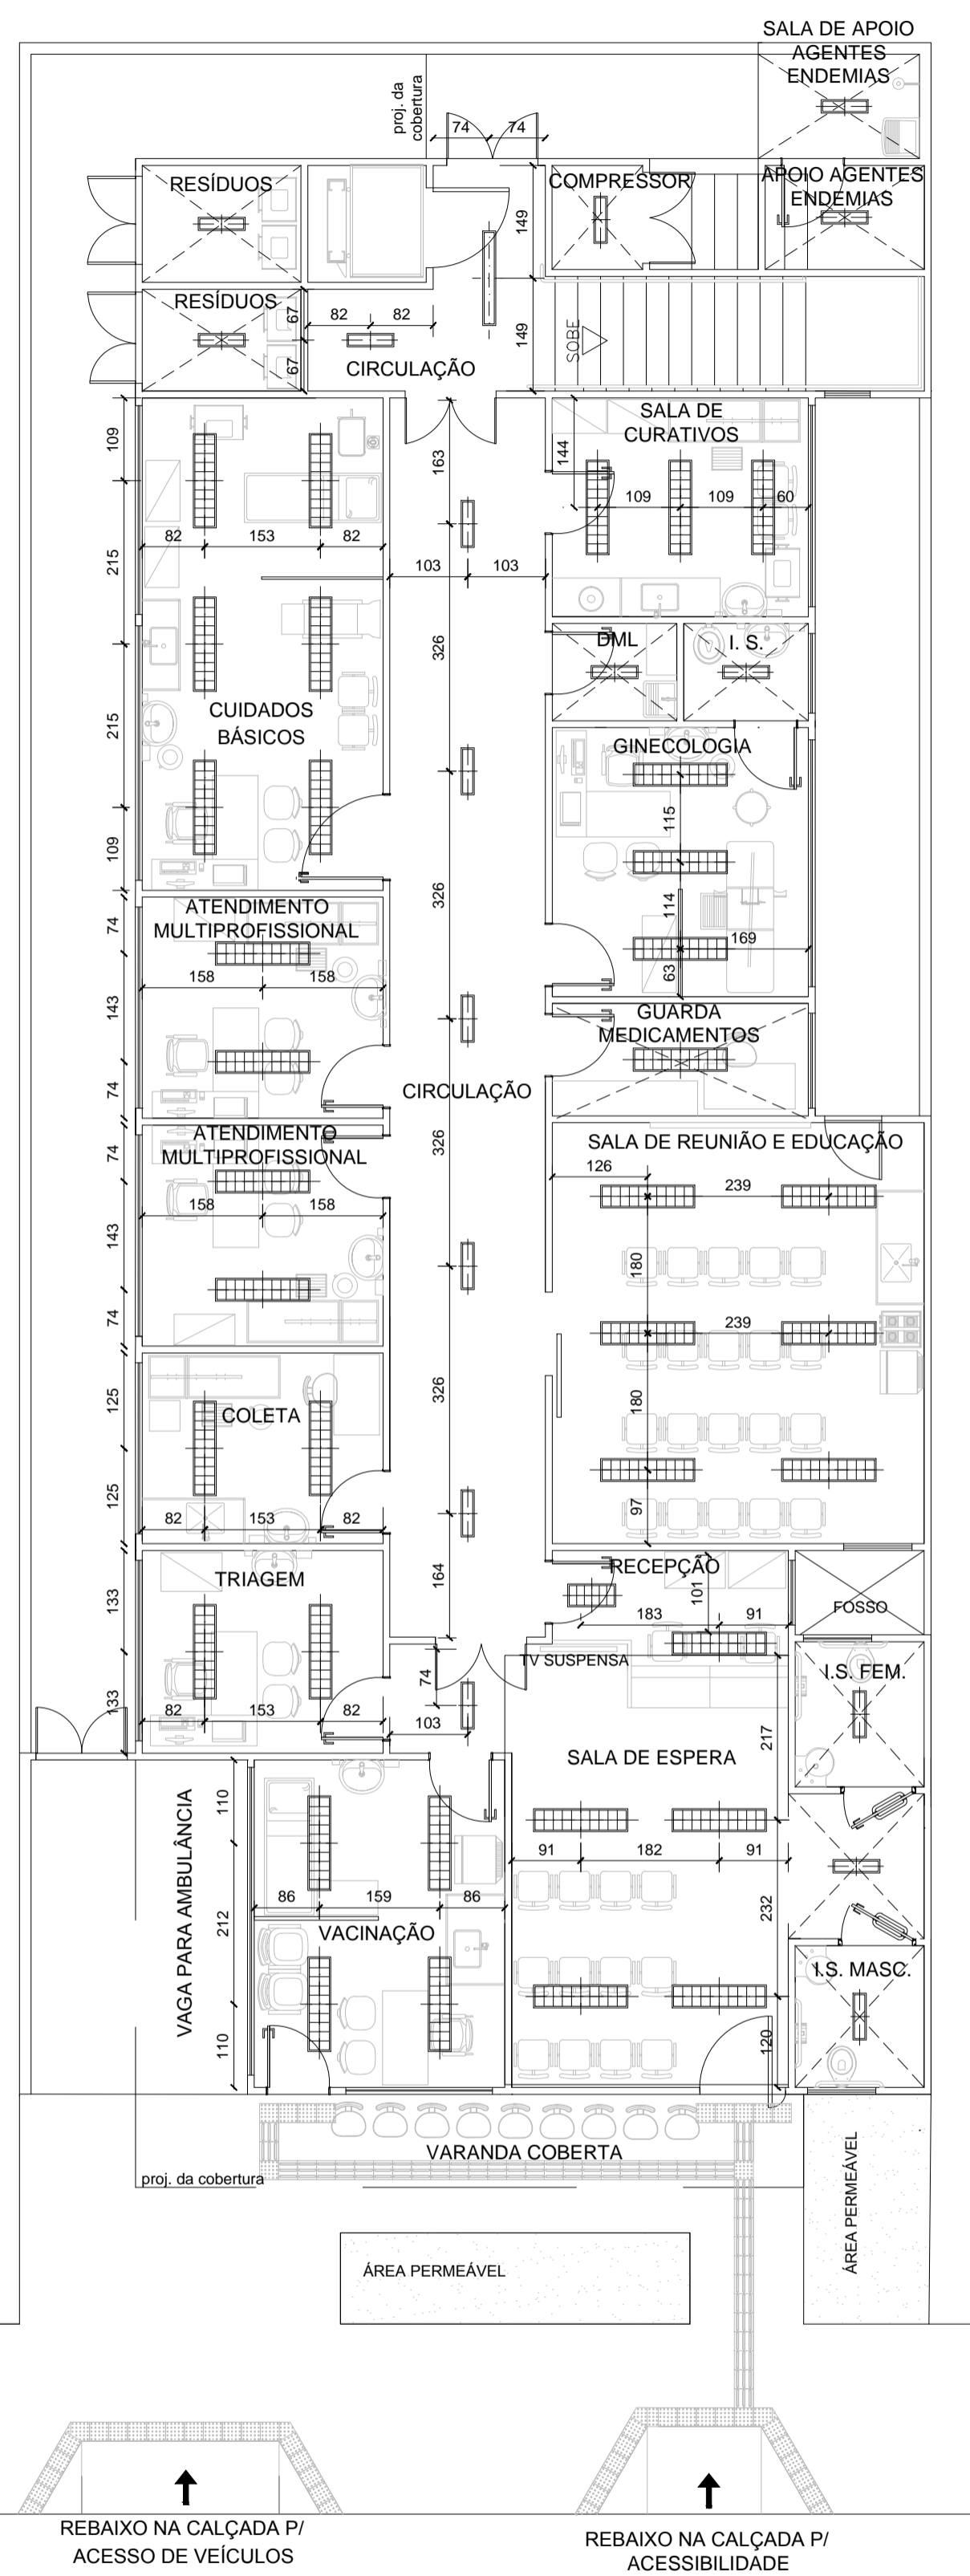 SALA DE APOIO
AGENTES
ENDEMIAS
proj. da
cobertura
74
74
RESÍDUOS
COMPRESSOR
APOIO AGENTES
ENDEMIAS
149
RESÍDUOS
67
67
82
82
CIRCULAÇÃO
149
SOBE
109
215
215
109
82
153
82
CUIDADOS
BÁSICOS
163
103
103
326
326
SALA DE
CURATIVOS
144
109
109
60
DML
I. S.
GINECOLOGIA
115
114
63
169
74
143
74
ATENDIMENTO
MULTIPROFISSIONAL
158
158
GUARDA
MEDICAMENTOS
CIRCULAÇÃO
326
326
74
143
74
ATENDIMENTO
MULTIPROFISSIONAL
158
158
SALA DE REUNIÃO E EDUCAÇÃO
126
239
180
239
180
97
125
125
COLETA
82
153
82
164
133
133
TRIAGEM
82
153
82
RECEPÇÃO
101
183
91
FOSSO
TV SUSPENSA
74
103
I.S. FEM.
SALA DE ESPERA
217
91
182
91
232
120
I.S. MASC.
VAGA PARA AMBULÂNCIA
110
212
110
86
159
86
VACINAÇÃO
VARANDA COBERTA
proj. da cobertura
ÁREA PERMEÁVEL
ÁREA PERMEÁVEL
REBAIXO NA CALÇADA P/
ACESSO DE VEÍCULOS
REBAIXO NA CALÇADA P/
ACESSIBILIDADE